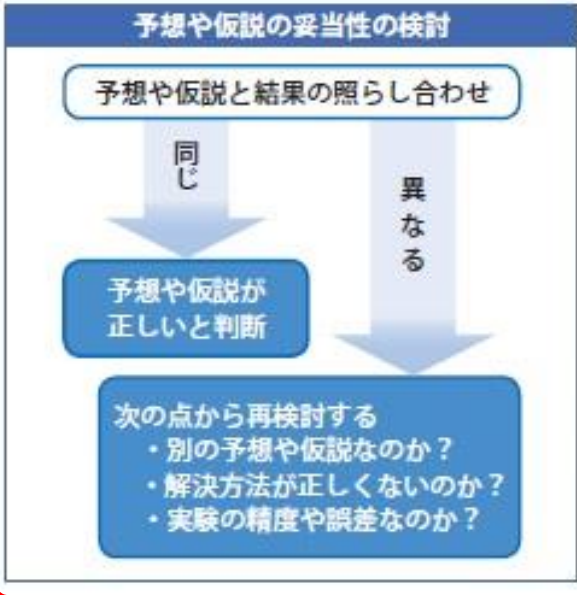 予想や仮説の妥当性の検討
予想や仮説と結果の照らし合わせ
同じ
異なる
予想や仮説が
正しいと判断
次の点から再検討する
・別の予想や仮説なのか？
・解決方法が正しくないのか？
・実験の精度や誤差なのか？